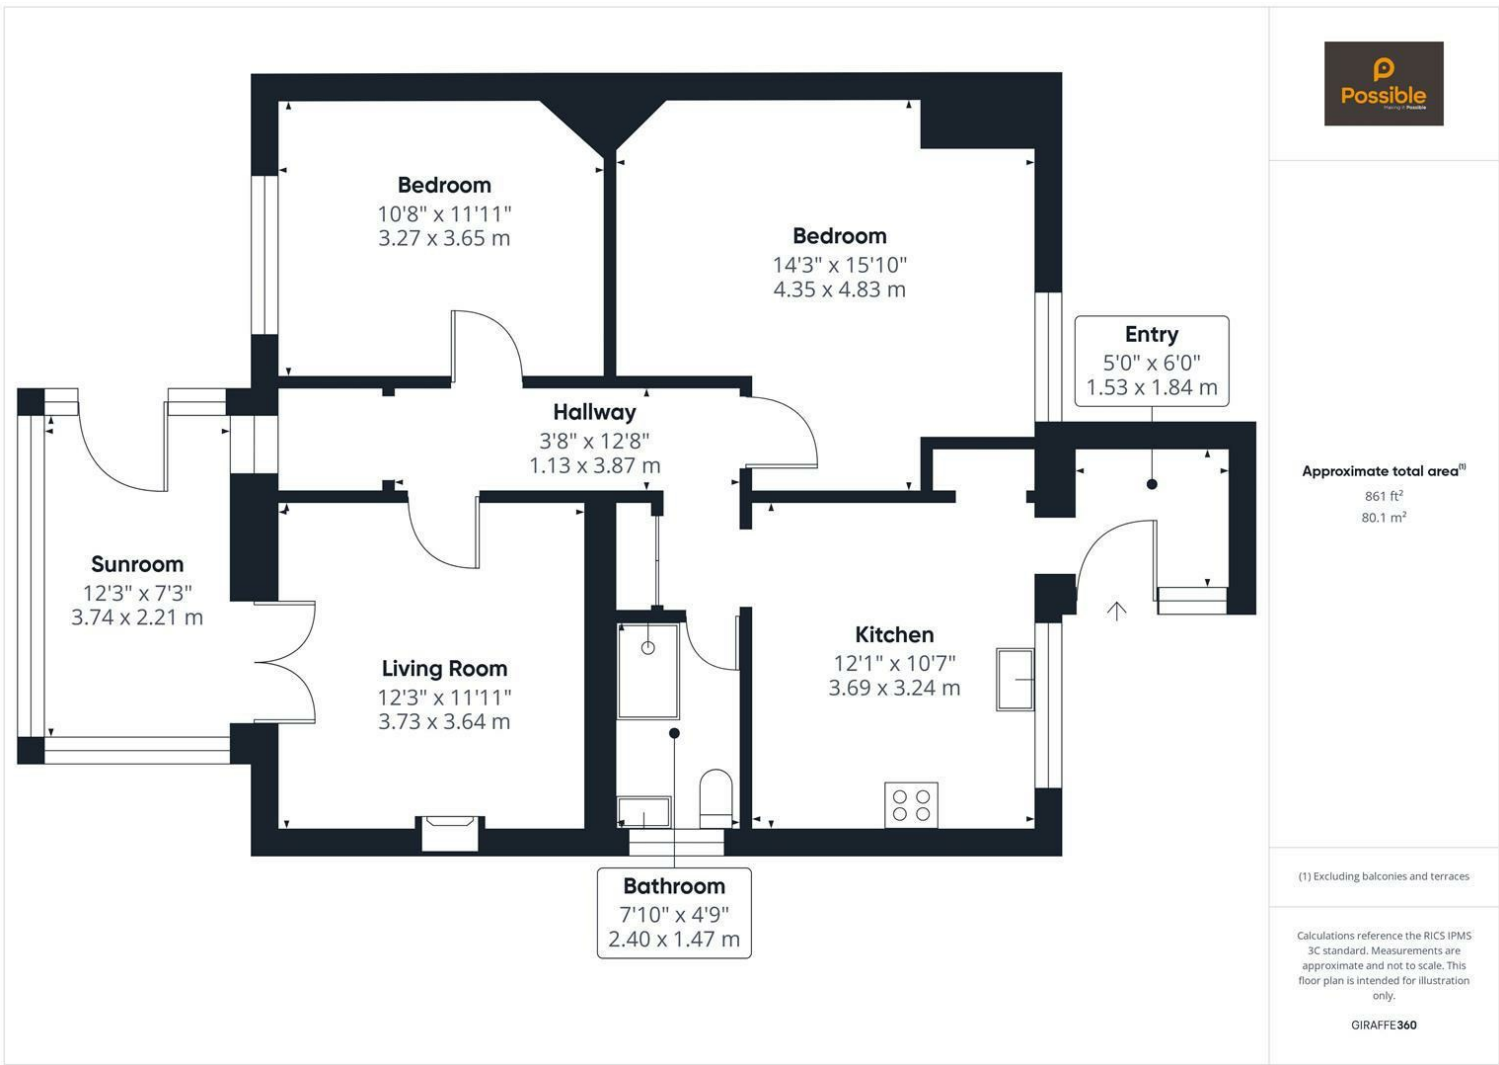 Bedroom
10'8" x 11'11"
3.27 x 3.65 m
Bedroom
14'3" x 15'10"
4.35 x 4.83 m
Entry
5'0" x 6'0"
1.53 x 1.84 m
Hallway
3'8" x 12'8"
1.13 x 3.87 m
Sunroom
12'3" x 7'3"
3.74 x 2.21 m
Living Room
12'3" x 11'11"
3.73 x 3.64 m
Kitchen
12'1" x 10'7"
3.69 x 3.24 m
Bathroom
7'10" x 4'9"
2.40 x 1.47 m
Possible
Making it Possible
Approximate total area(1)
861 ft²
80.1 m²
(1) Excluding balconies and terraces
Calculations reference the RICS IPMS
3C standard. Measurements are
approximate and not to scale. This
floor plan is intended for illustration
only.
GIRAFFE360